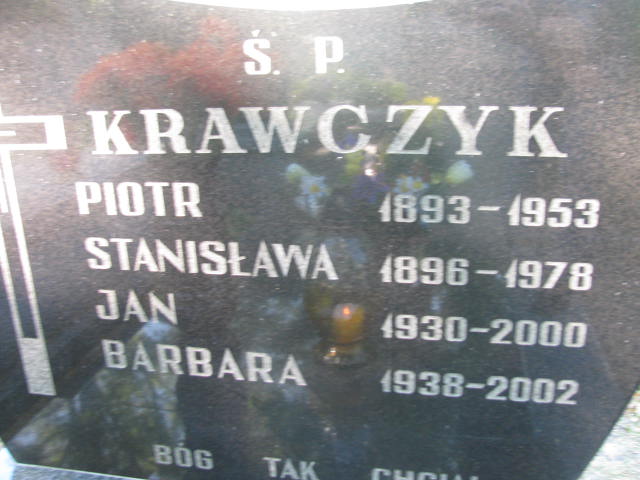 Ś. P.
KRAWCZYK
PIOTR 1893-1953
STANISŁAWA 1896-1978
JAN 1930-2000
BARBARA 1938-2002
BÓG TAK